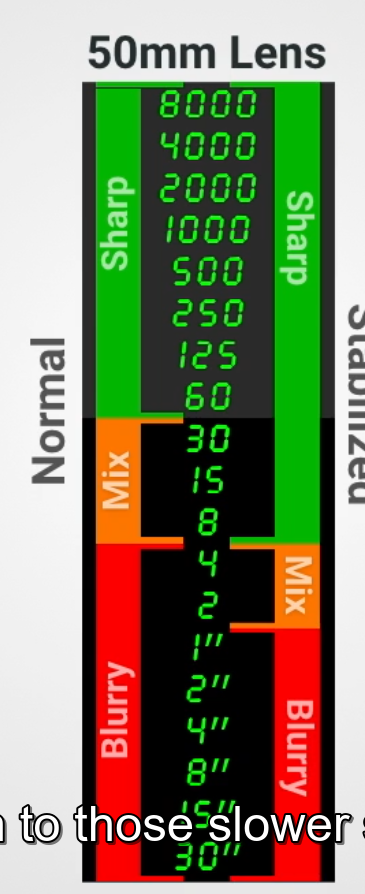 50mm Lens
8000
4000
2000
1000
500
250
125
60
30
15
8
4
2
1"
2"
4"
8"
15"
30"
Normal
Sharp
Mix
Blurry
Sharp
Mix
Blurry
Stabilized
to those slower